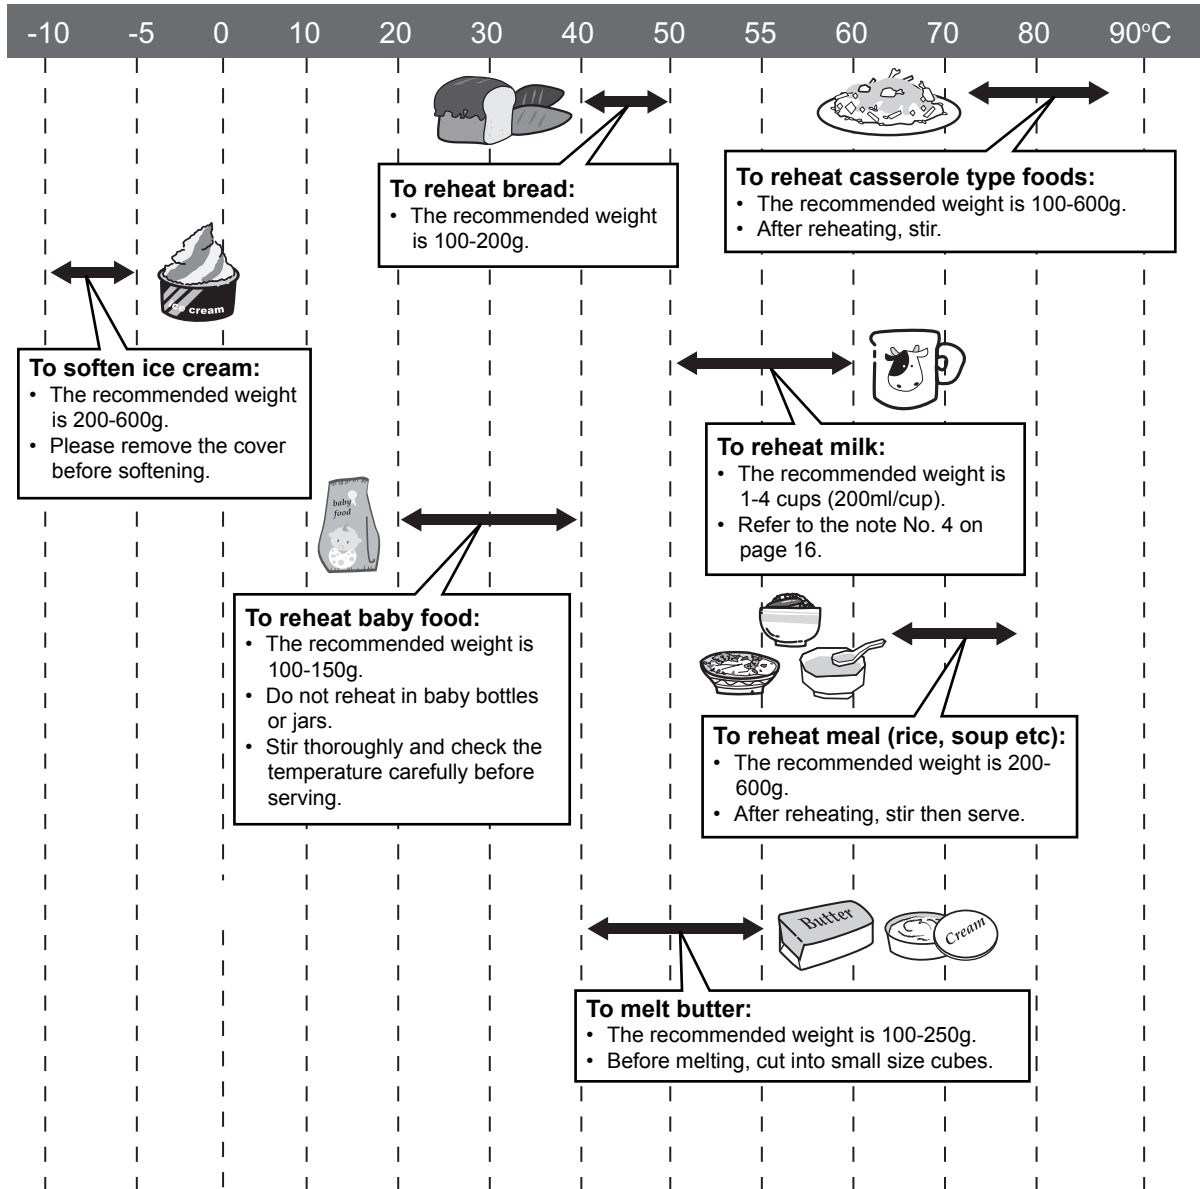 -10 -5 0 10 20 30 40 50 55 60 70 80 90°C
To reheat bread:
• The recommended weight
is 100-200g.
To reheat casserole type foods:
• The recommended weight is 100-600g.
• After reheating, stir.
ice cream
To soften ice cream:
• The recommended weight
is 200-600g.
• Please remove the cover
before softening.
To reheat milk:
• The recommended weight is
1-4 cups (200ml/cup).
• Refer to the note No. 4 on
page 16.
baby
food
To reheat baby food:
• The recommended weight is
100-150g.
• Do not reheat in baby bottles
or jars.
• Stir thoroughly and check the
temperature carefully before
serving.
To reheat meal (rice, soup etc):
• The recommended weight is 200-
600g.
• After reheating, stir then serve.
Butter
Cream
To melt butter:
• The recommended weight is 100-250g.
• Before melting, cut into small size cubes.